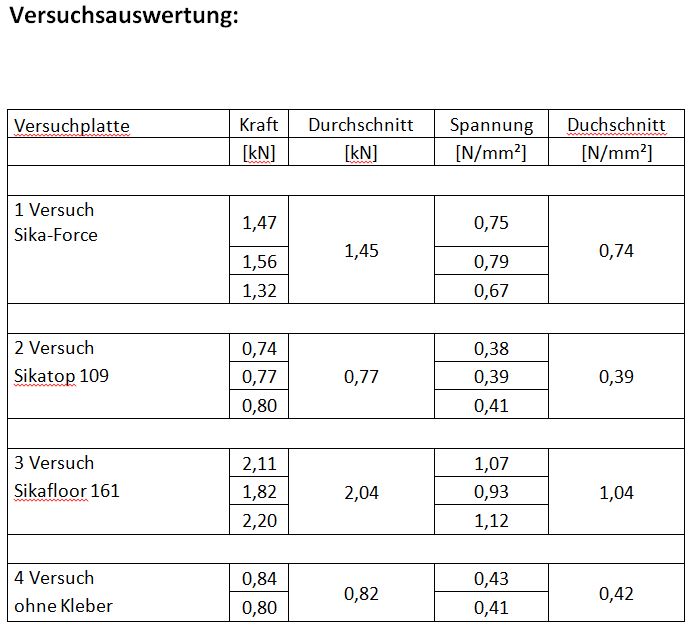 Versuchsauswertung:
Versuchplatte Kraft Durchschnitt Spannung Duchschnitt
[kN] [kN] [N/mm²] [N/mm²]
1 Versuch
Sika-Force
1,47 0,75
1,45 0,74
1,56 0,79
1,32 0,67
2 Versuch 0,74 0,38
Sikatop 109 0,77 0,77 0,39 0,39
0,80 0,41
3 Versuch 2,11 1,07
Sikafloor 161 1,82 2,04 0,93 1,04
2,20 1,12
4 Versuch 0,84 0,43
0,82 0,42
ohne Kleber 0,80 0,41